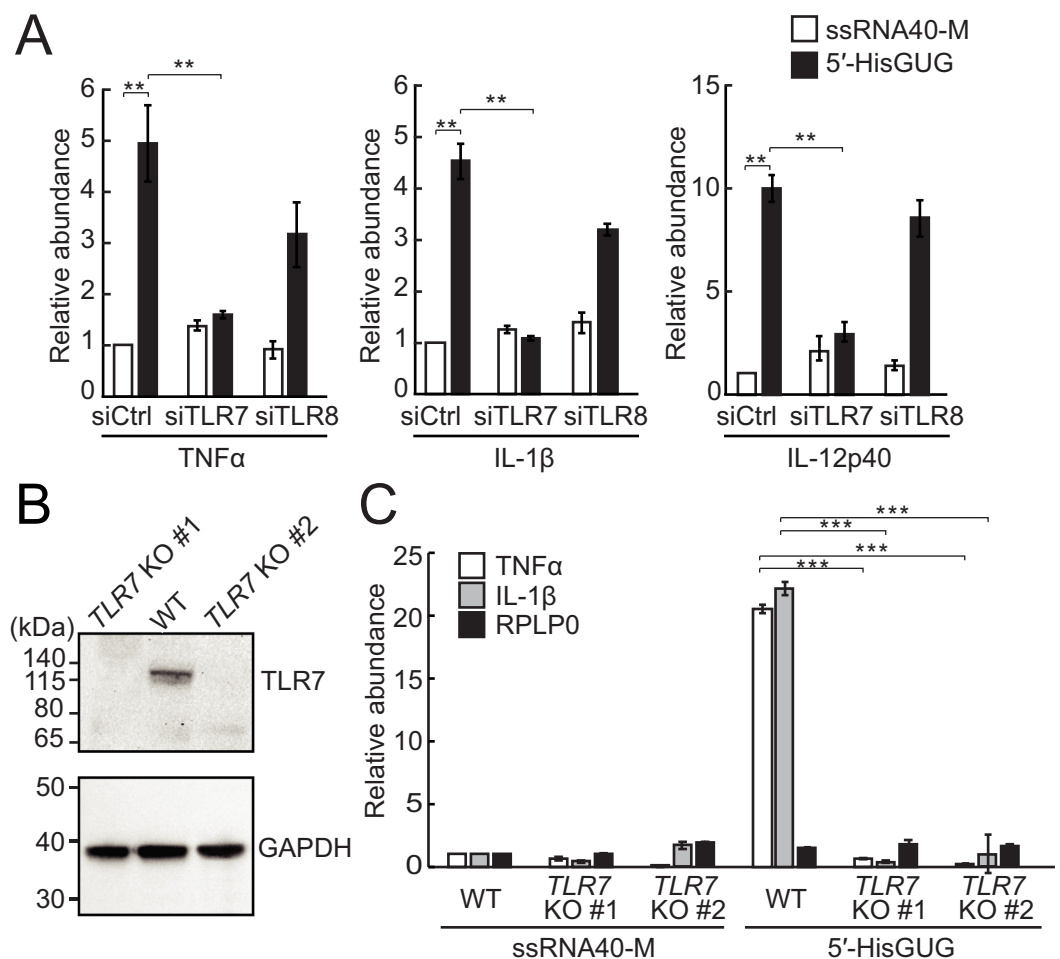 A
ssRNA40-M
5′-HisGUG
Relative abundance
6
5
4
3
2
1
0
**
**
siCtrl siTLR7 siTLR8
TNFα
Relative abundance
6
5
4
3
2
1
0
**
**
siCtrl siTLR7 siTLR8
IL-1β
Relative abundance
15
10
5
0
**
**
siCtrl siTLR7 siTLR8
IL-12p40
B
TLR7 KO #1
WT
TLR7 KO #2
(kDa)
140
115
80
65
TLR7
50
40
30
GAPDH
C
Relative abundance
25
20
15
10
5
0
TNFα
IL-1β
RPLP0
***
***
***
***
WT
TLR7
KO #1
TLR7
KO #2
WT
TLR7
KO #1
TLR7
KO #2
ssRNA40-M
5′-HisGUG